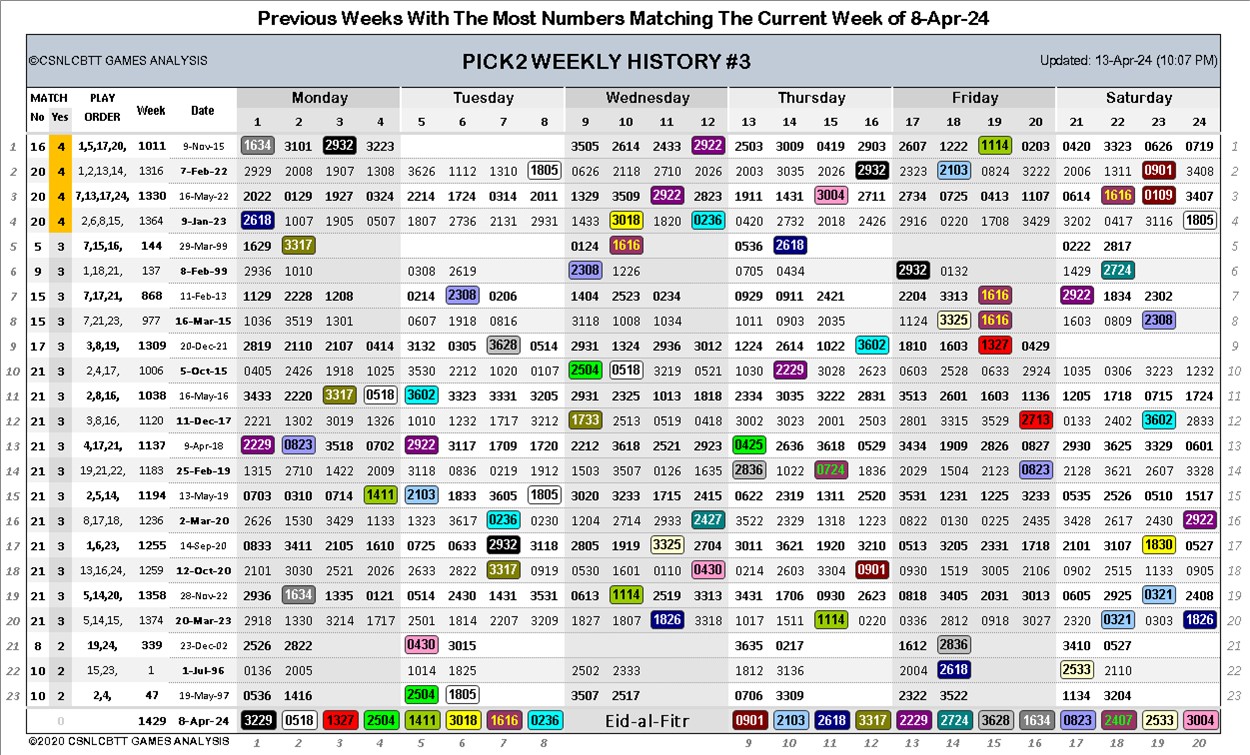 Previous Weeks With The Most Numbers Matching The Current Week of 8-Apr-24
©CSNLCBTT GAMES ANALYSIS PICK2 WEEKLY HISTORY #3 Updated: 13-Apr-24 (10:07 PM)
MATCH PLAY Week Date Monday Tuesday Wednesday Thursday Friday Saturday
No Yes ORDER 1 2 3 4 5 6 7 8 9 10 11 12 13 14 15 16 17 18 19 20 21 22 23 24
1 16 4 1,5,17,20, 1011 9-Nov-15 1634 3101 2932 3223 3505 2614 2433 2922 2503 3009 0419 2903 2607 1222 1114 0203 0420 3323 0626 0719 1
2 20 4 1,2,13,14, 1316 7-Feb-22 2929 2008 1907 1308 3626 1112 1310 1805 0626 2118 2710 2026 2003 3035 2026 2932 2323 2103 0824 3222 2006 1311 0901 3408 2
3 20 4 7,13,17,24, 1330 16-May-22 2022 0129 1927 0324 2214 1724 0314 2011 1329 3509 2922 2823 1911 1431 3004 2711 2734 0725 0413 1107 0614 1616 0109 3407 3
4 20 4 2,6,8,15, 1364 9-Jan-23 2618 1007 1905 0507 1807 2736 2131 2931 1433 3018 1820 0236 0420 2732 2018 2426 2916 0220 1708 3429 3202 0417 3116 1805 4
5 5 3 7,15,16, 144 29-Mar-99 1629 3317 0124 1616 0536 2618 0222 2817 5
6 9 3 1,18,21, 137 8-Feb-99 2936 1010 0308 2619 2308 1226 0705 0434 2932 0132 1429 2724 6
7 15 3 7,17,21, 868 11-Feb-13 1129 2228 1208 0214 2308 0206 1404 2523 0234 0929 0911 2421 2204 3313 1616 2922 1834 2302 7
8 15 3 7,21,23, 977 16-Mar-15 1036 3519 1301 0607 1918 0816 3118 1008 1034 1011 0903 2035 1124 3325 1616 1603 0809 2308 8
9 17 3 3,8,19, 1309 20-Dec-21 2819 2110 2107 0414 3132 0305 3628 0514 2931 1324 2936 3012 1224 2614 1022 3602 1810 1603 1327 0429 9
10 21 3 2,4,17, 1006 5-Oct-15 0405 2426 1918 1025 3530 2212 1020 0107 2504 0518 3219 0521 1030 2229 3028 2623 0603 2528 0633 2924 1035 0306 3223 1232 10
11 21 3 2,8,16, 1038 16-May-16 3433 2220 3317 0518 3602 3323 3331 3205 2931 2325 1013 1818 2334 3035 3222 2831 3513 2601 1603 1136 1205 1718 0715 1724 11
12 21 3 3,8,16, 1120 11-Dec-17 2221 1302 3019 1326 1010 1232 1717 3212 1733 2513 0519 0418 3002 3023 2001 2503 2801 3315 3529 2713 0133 2402 3602 2833 12
13 21 3 4,17,21, 1137 9-Apr-18 2229 0823 3518 0702 2922 3117 1709 1720 2212 3618 2521 2923 0425 2636 3618 0529 3434 1909 2826 0827 2930 3625 3329 0601 13
14 21 3 19,21,22, 1183 25-Feb-19 1315 2710 1422 2009 3118 0836 0219 1912 1503 3507 0126 1635 2836 1022 0724 1836 2029 1504 2123 0823 2128 3621 2607 3328 14
15 21 3 2,5,14, 1194 13-May-19 0703 0310 0714 1411 2103 1833 3605 1805 3020 3233 1715 2415 0622 2319 1311 2520 3531 1231 1225 3233 0535 2526 0510 1517 15
16 21 3 8,17,18, 1236 2-Mar-20 2626 1530 3429 1133 1323 3617 0236 0230 1204 2714 2933 2427 3522 2329 1318 1223 0822 0130 0225 2435 3428 2617 2430 2922 16
17 21 3 1,6,23, 1255 14-Sep-20 0833 3411 2105 1610 0725 0633 2932 3118 2805 1919 3325 2704 3011 3621 1920 3210 0513 3205 2331 1718 2101 3107 1830 0527 17
18 21 3 13,16,24, 1259 12-Oct-20 2101 3030 2521 2026 2633 3822 3317 0919 0530 1601 0110 0430 0214 2603 3304 0901 0930 1519 3005 2106 0902 2515 1133 0905 18
19 21 3 5,14,20, 1358 28-Nov-22 2936 1634 1335 0121 0514 2430 1431 3531 0613 1114 2519 3313 3431 1706 0930 2623 0818 3405 2031 3013 0605 2925 0321 2408 19
20 21 3 5,14,15, 1374 20-Mar-23 2918 1330 3214 1717 2501 1814 2207 3209 1827 1807 1826 3318 1017 1511 1114 0220 0336 2812 0918 3027 2320 0321 0303 1826 20
21 8 2 19,24, 339 23-Dec-02 2526 2822 0430 3015 3635 0217 1612 2836 3410 0527 21
22 10 2 15,23, 1 1-Jul-96 0136 2005 1014 1825 2502 2333 1812 3136 2004 2618 2533 2110 22
23 10 2 2,4, 47 19-May-97 0536 1416 2504 1805 3507 2517 0706 3309 2322 3522 1134 3204 23
0 1429 8-Apr-24 3229 0518 1327 2504 1411 3018 1616 0236 Eid-al-Fitr 0901 2103 2618 3317 2229 2724 3628 1634 0823 2407 2533 3004
©2020 CSNLCBTT GAMES ANALYSIS 1 2 3 4 5 6 7 8 9 10 11 12 13 14 15 16 17 18 19 20